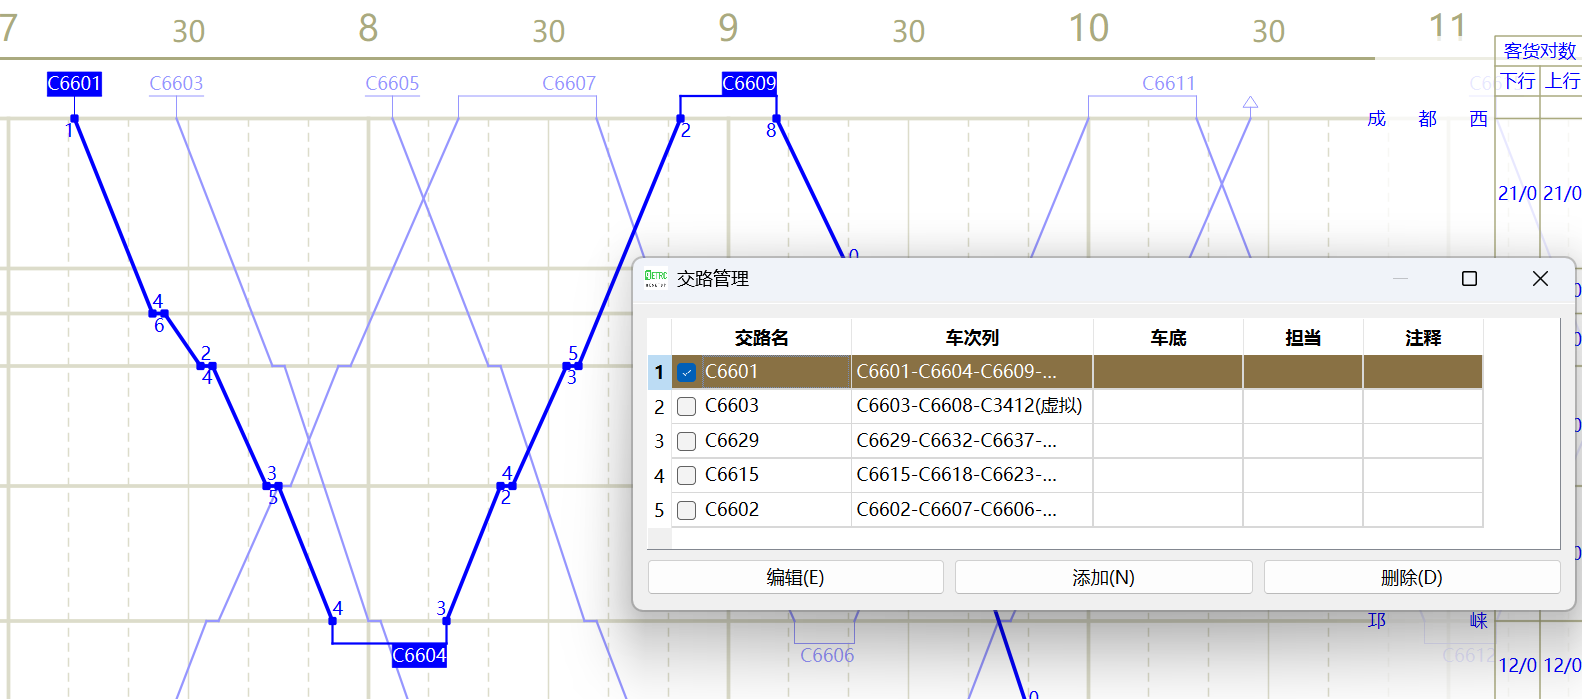 7 30 8 30 9 30 10 30 11
客货对数
C6601 C6603 C6605 C6607 C6609 C6611
下行 上行
成 都 西
1 2 8
21/0 21/0
0
交路管理
4
6
交路名 车次列 车底 担当 注释
2 5
1 C6601 C6601-C6604-C6609-...
4 3
2 C6603 C6603-C6608-C3412(虚拟)
3 C6629 C6629-C6632-C6637-...
3 4
4 C6615 C6615-C6618-C6623-...
5 2
5 C6602 C6602-C6607-C6606-...
编辑(E) 添加(N) 删除(D)
4 3
邛 崃
C6604 C6606 C6612
12/0 12/0
0